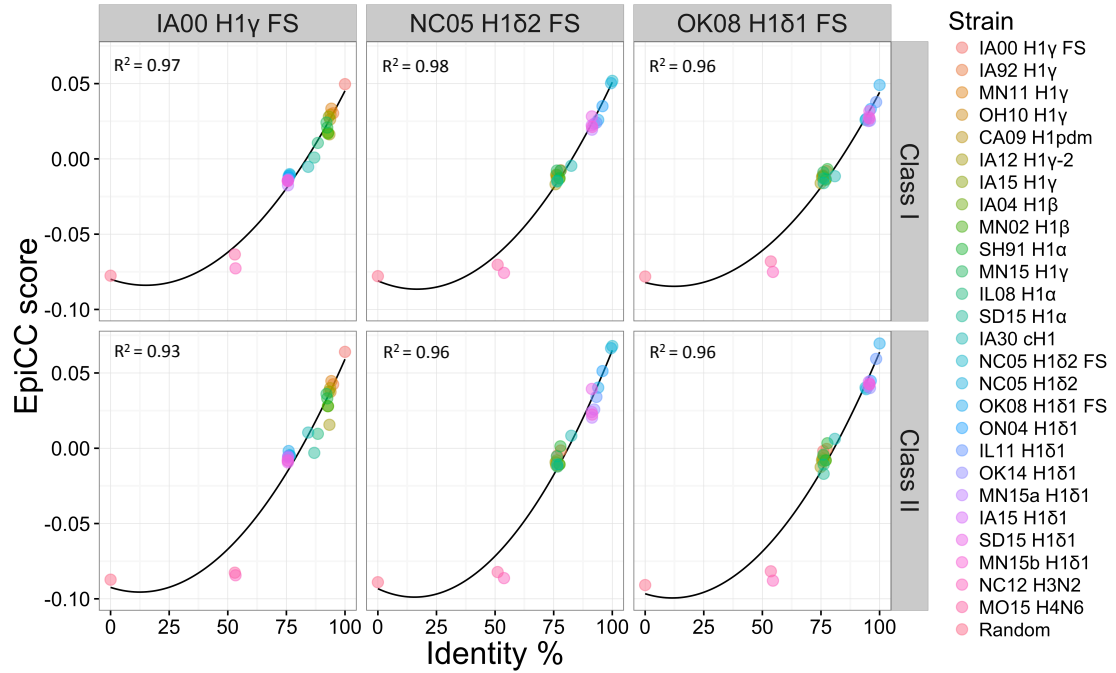 IA00 H1γ FS
NC05 H1δ2 FS
OK08 H1δ1 FS
R² = 0.97
R² = 0.98
R² = 0.96
0.05
0.00
-0.05
-0.10
Class I
R² = 0.93
R² = 0.96
R² = 0.96
0.05
0.00
-0.05
-0.10
Class II
EpiCC score
0 25 50 75 100 0 25 50 75 100 0 25 50 75 100
Identity %
Strain
IA00 H1γ FS
IA92 H1γ
MN11 H1γ
OH10 H1γ
CA09 H1pdm
IA12 H1γ-2
IA15 H1γ
IA04 H1β
MN02 H1β
SH91 H1α
MN15 H1γ
IL08 H1α
SD15 H1α
IA30 cH1
NC05 H1δ2 FS
NC05 H1δ2
OK08 H1δ1 FS
ON04 H1δ1
IL11 H1δ1
OK14 H1δ1
MN15a H1δ1
IA15 H1δ1
SD15 H1δ1
MN15b H1δ1
NC12 H3N2
MO15 H4N6
Random